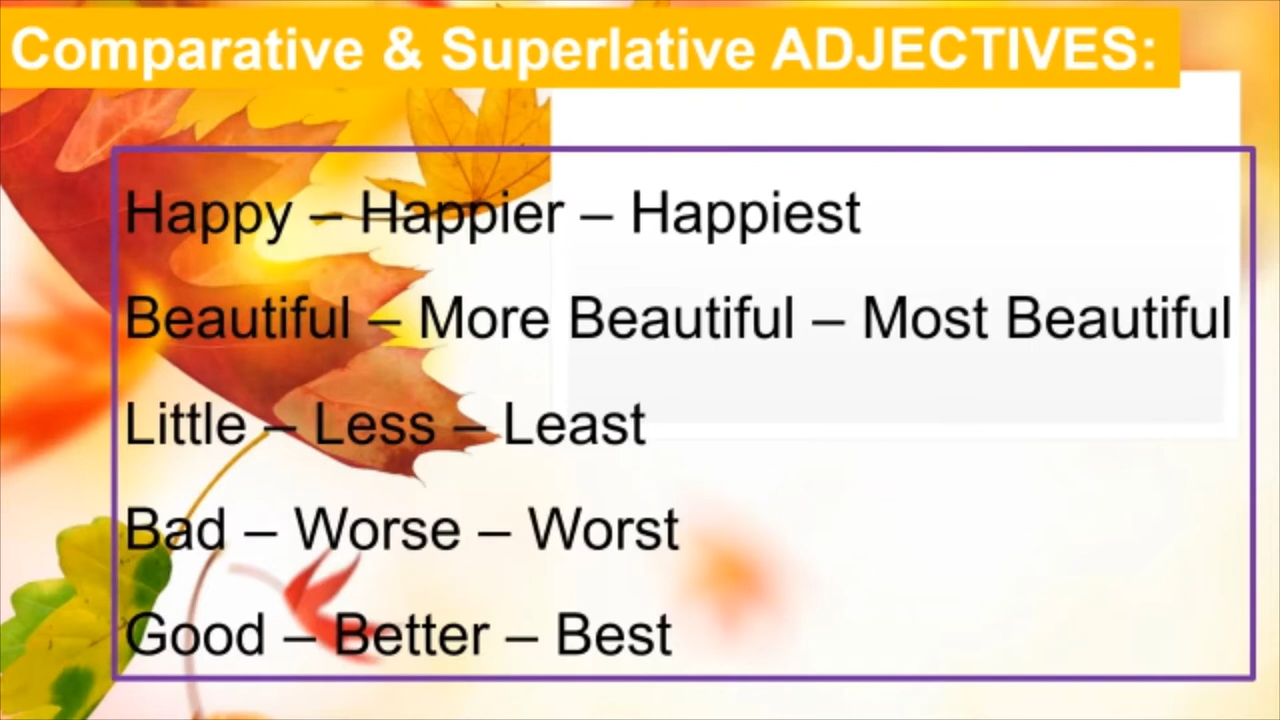 Comparative & Superlative ADJECTIVES:
Happy – Happier – Happiest
Beautiful – More Beautiful – Most Beautiful
Little – Less – Least
Bad – Worse – Worst
Good – Better – Best